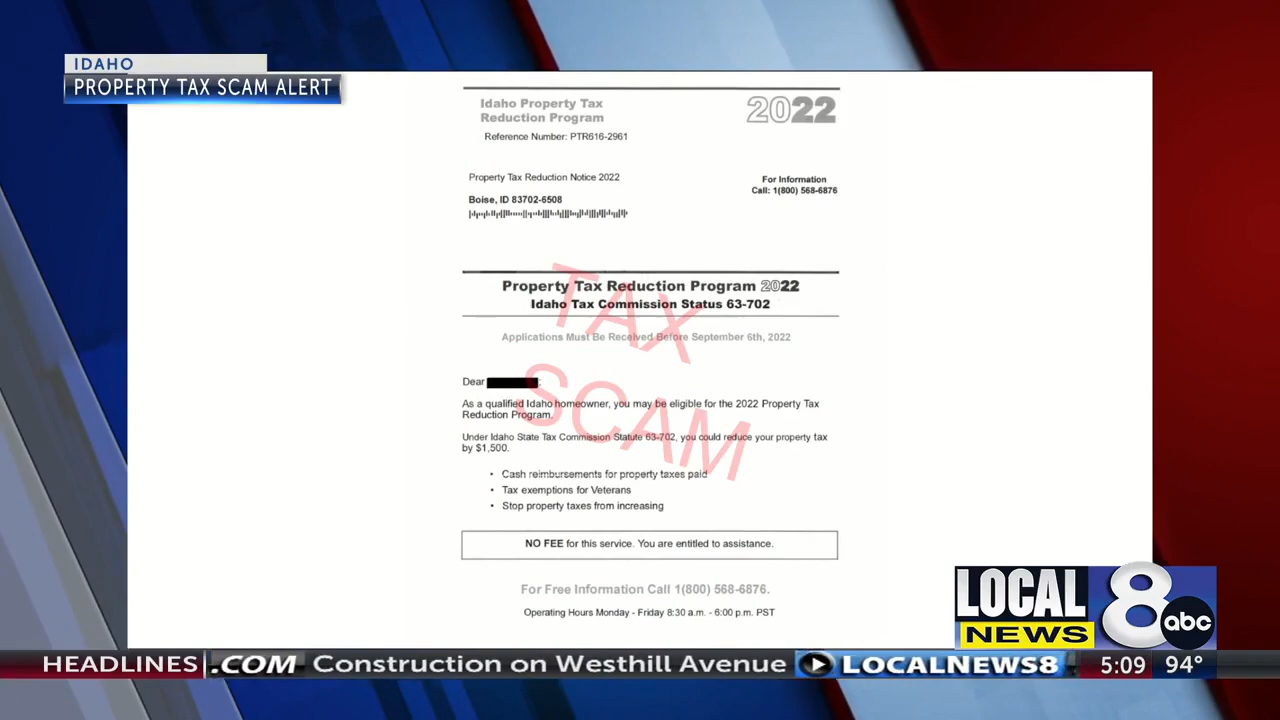 IDAHO
PROPERTY TAX SCAM ALERT
Idaho Property Tax
Reduction Program
2022
Reference Number: PTR616-2961
Property Tax Reduction Notice 2022
For Information
Call: 1(800) 568-6876
Boise, ID 83702-6508
Property Tax Reduction Program 2022
Idaho Tax Commission Status 63-702
Applications Must Be Received Before September 6th, 2022
TAX
SCAM
Dear :
As a qualified Idaho homeowner, you may be eligible for the 2022 Property Tax
Reduction Program.
Under Idaho State Tax Commission Statute 63-702, you could reduce your property tax
by $1,500.
• Cash reimbursements for property taxes paid
• Tax exemptions for Veterans
• Stop property taxes from increasing
NO FEE for this service. You are entitled to assistance.
For Free Information Call 1(800) 568-6876.
Operating Hours Monday - Friday 8:30 a.m. - 6:00 p.m. PST
LOCAL
NEWS
8
abc
HEADLINES .COM Construction on Westhill Avenue LOCALNEWS8 5:09 94°